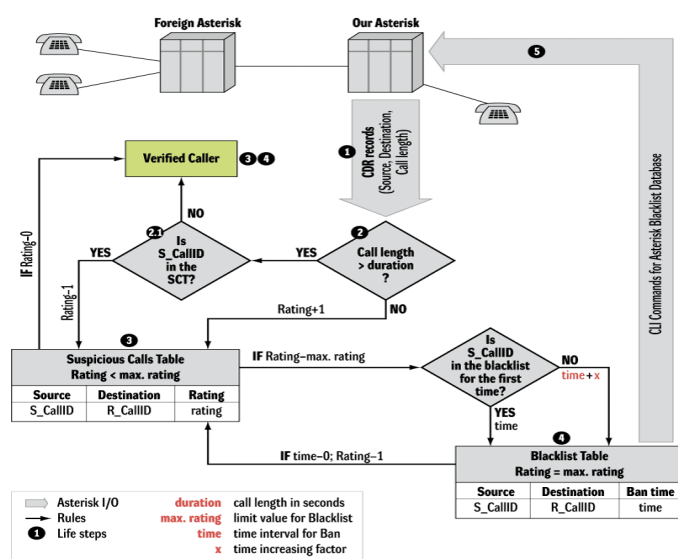 Foreign Asterisk
Our Asterisk
5
1
CDR records
(Source, Destination,
Call length)
Verified Caller
3 4
NO
2.1
Is
S_CallID
in the
SCT?
YES
YES
2
Call length
> duration
?
NO
IF Rating–0
Rating–1
Rating+1
CLI Commands for Asterisk Blacklist Database
3
Suspicious Calls Table
Rating < max. rating
Source Destination Rating
S_CallID R_CallID rating
IF Rating–max. rating
Is
S_CallID
in the blacklist
for the first
time?
NO
time+x
YES
time
4
Blacklist Table
Rating = max. rating
Source Destination Ban time
S_CallID R_CallID time
IF time–0; Rating–1
Asterisk I/O
Rules
1 Life steps
duration call length in seconds
max. rating limit value for Blacklist
time time interval for Ban
x time increasing factor